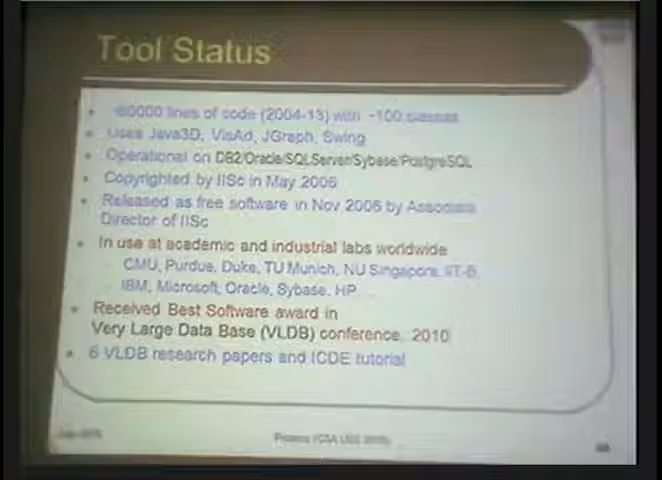 Tool Status
~60000 lines of code (2004-13) with ~100 classes
Uses Java3D, VisAd, JGraph, Swing
Operational on DB2/Oracle/SQLServer/Sybase/PostgreSQL
Copyrighted by IISc in May 2006
Released as free software in Nov 2006 by Associate
Director of IISc
In use at academic and industrial labs worldwide
CMU, Purdue, Duke, TU Munich, NU Singapore, IIT-B,
IBM, Microsoft, Oracle, Sybase, HP
Received Best Software award in
Very Large Data Base (VLDB) conference, 2010
6 VLDB research papers and ICDE tutorial